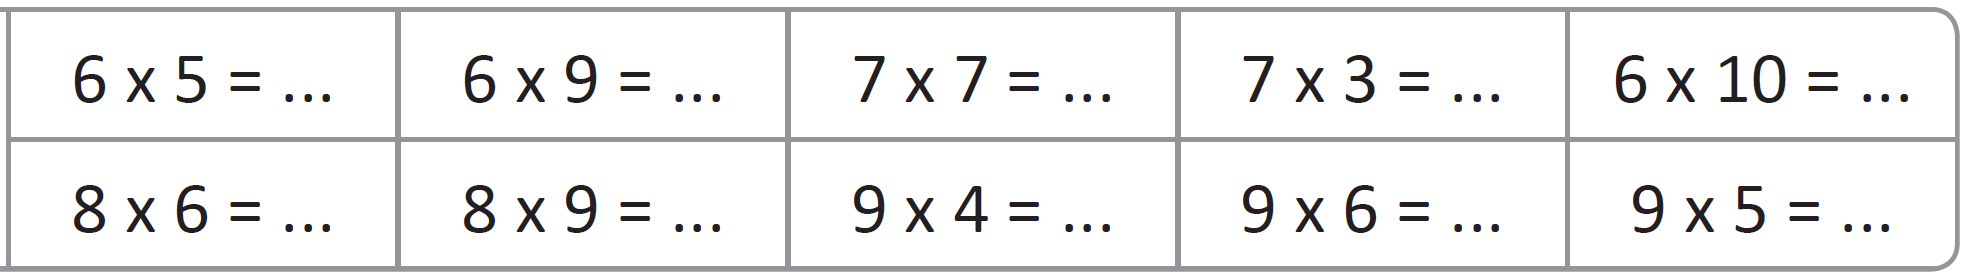 6 x 5 = ... 6 x 9 = ... 7 x 7 = ... 7 x 3 = ... 6 x 10 = ...
8 x 6 = ... 8 x 9 = ... 9 x 4 = ... 9 x 6 = ... 9 x 5 = ...